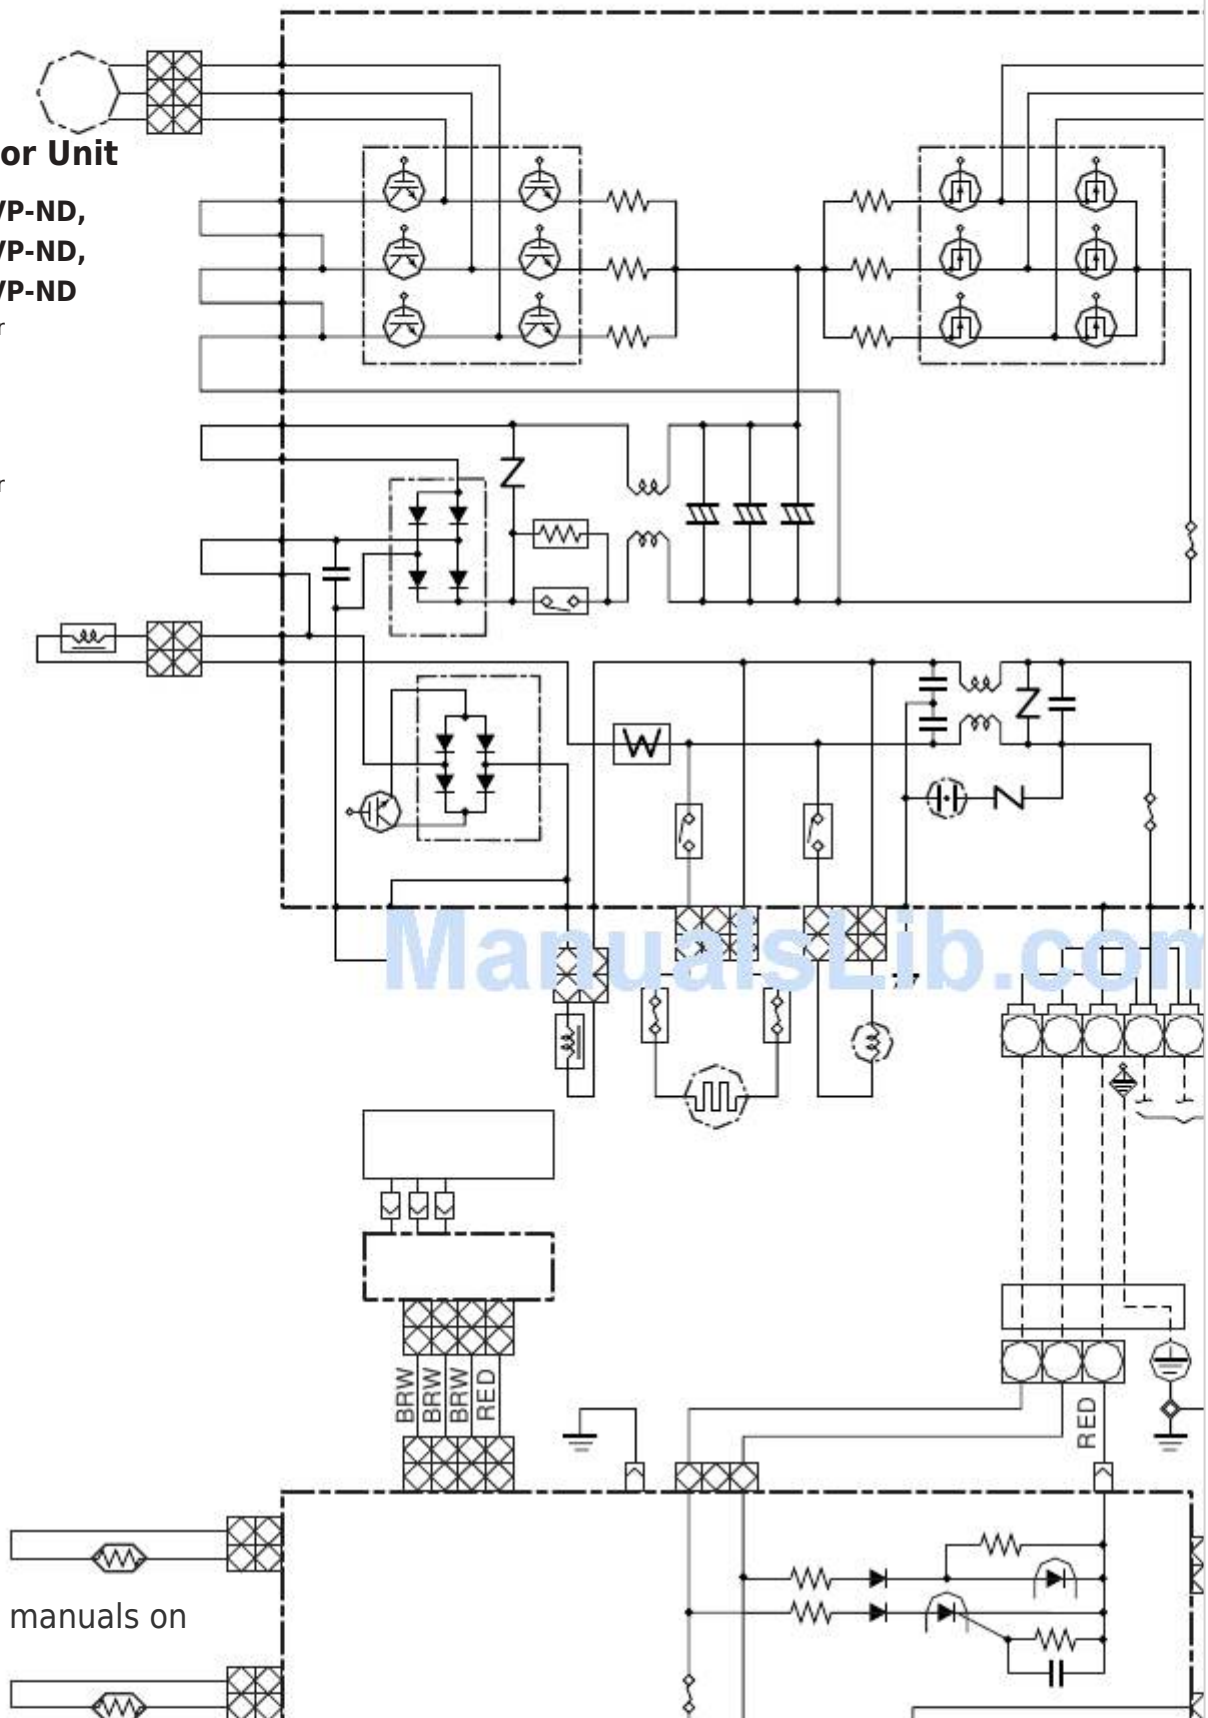 or Unit
VP-ND,
VP-ND,
VP-ND
r
r
ManualsLib.com
BRW
BRW
BRW
RED
RED
manuals on